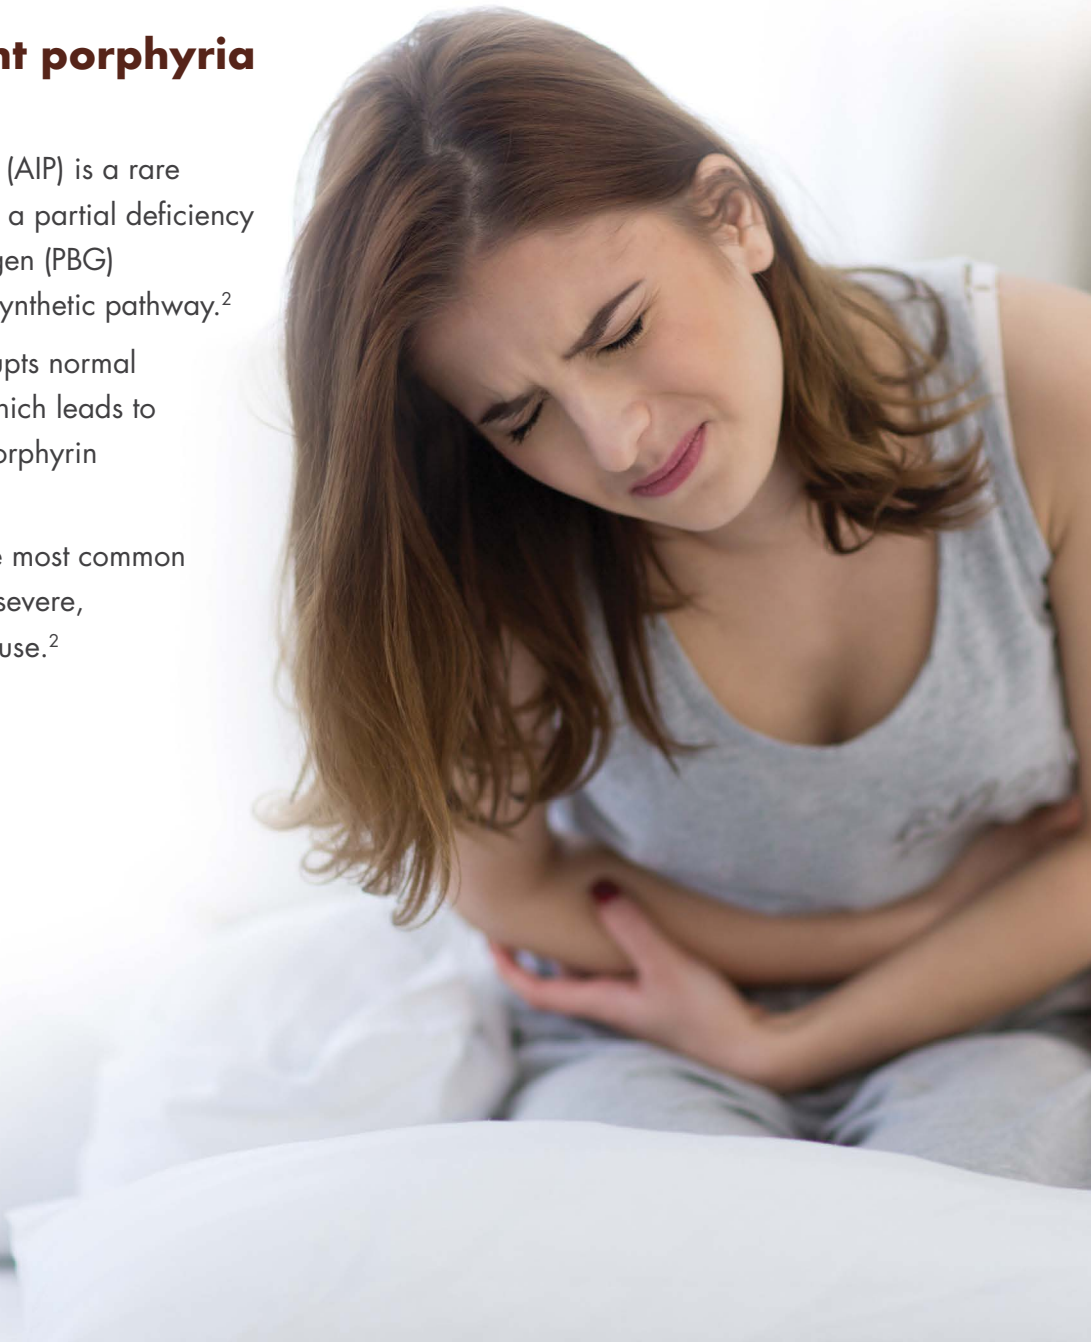 nt porphyria
(AIP) is a rare
a partial deficiency
gen (PBG)
ynthetic pathway.2
upts normal
hich leads to
orphyrin
e most common
severe,
use.2